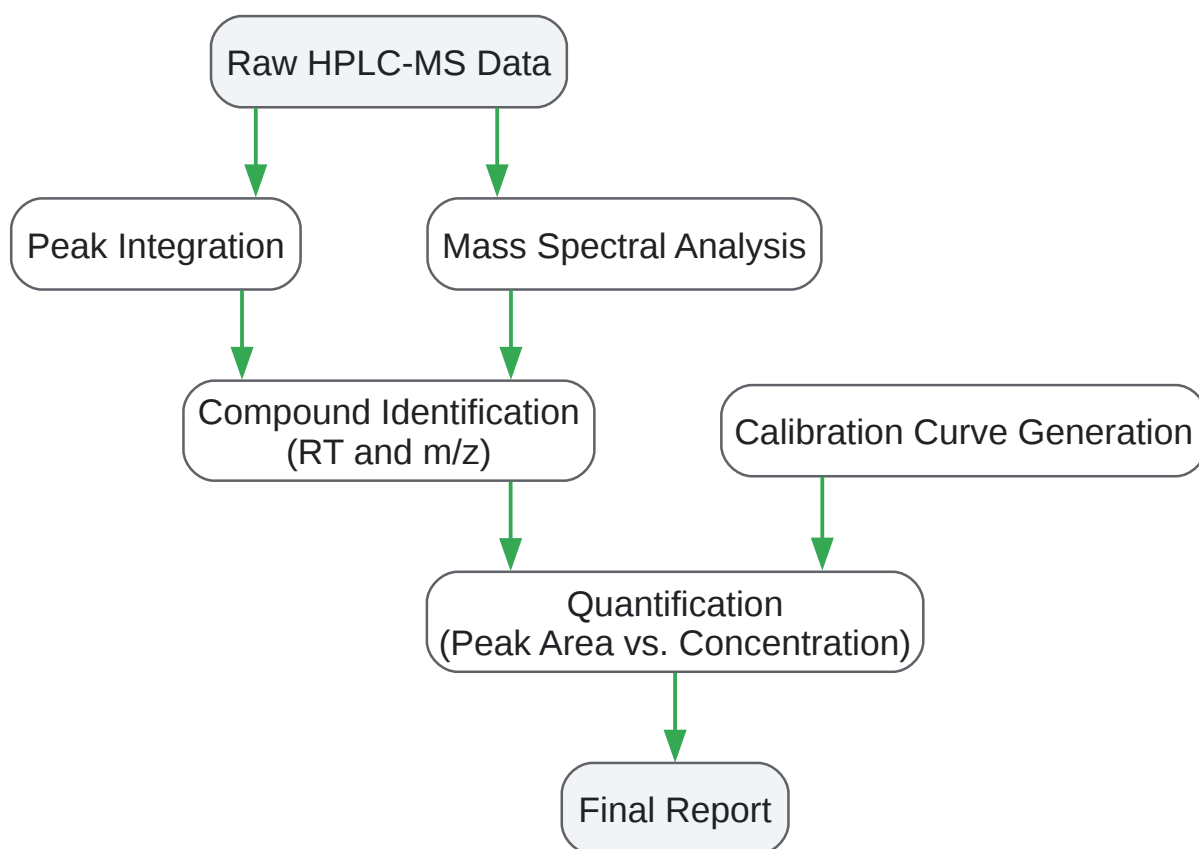 Raw HPLC-MS Data
Peak Integration
Mass Spectral Analysis
Compound Identification
(RT and m/z)
Calibration Curve Generation
Quantification
(Peak Area vs. Concentration)
Final Report